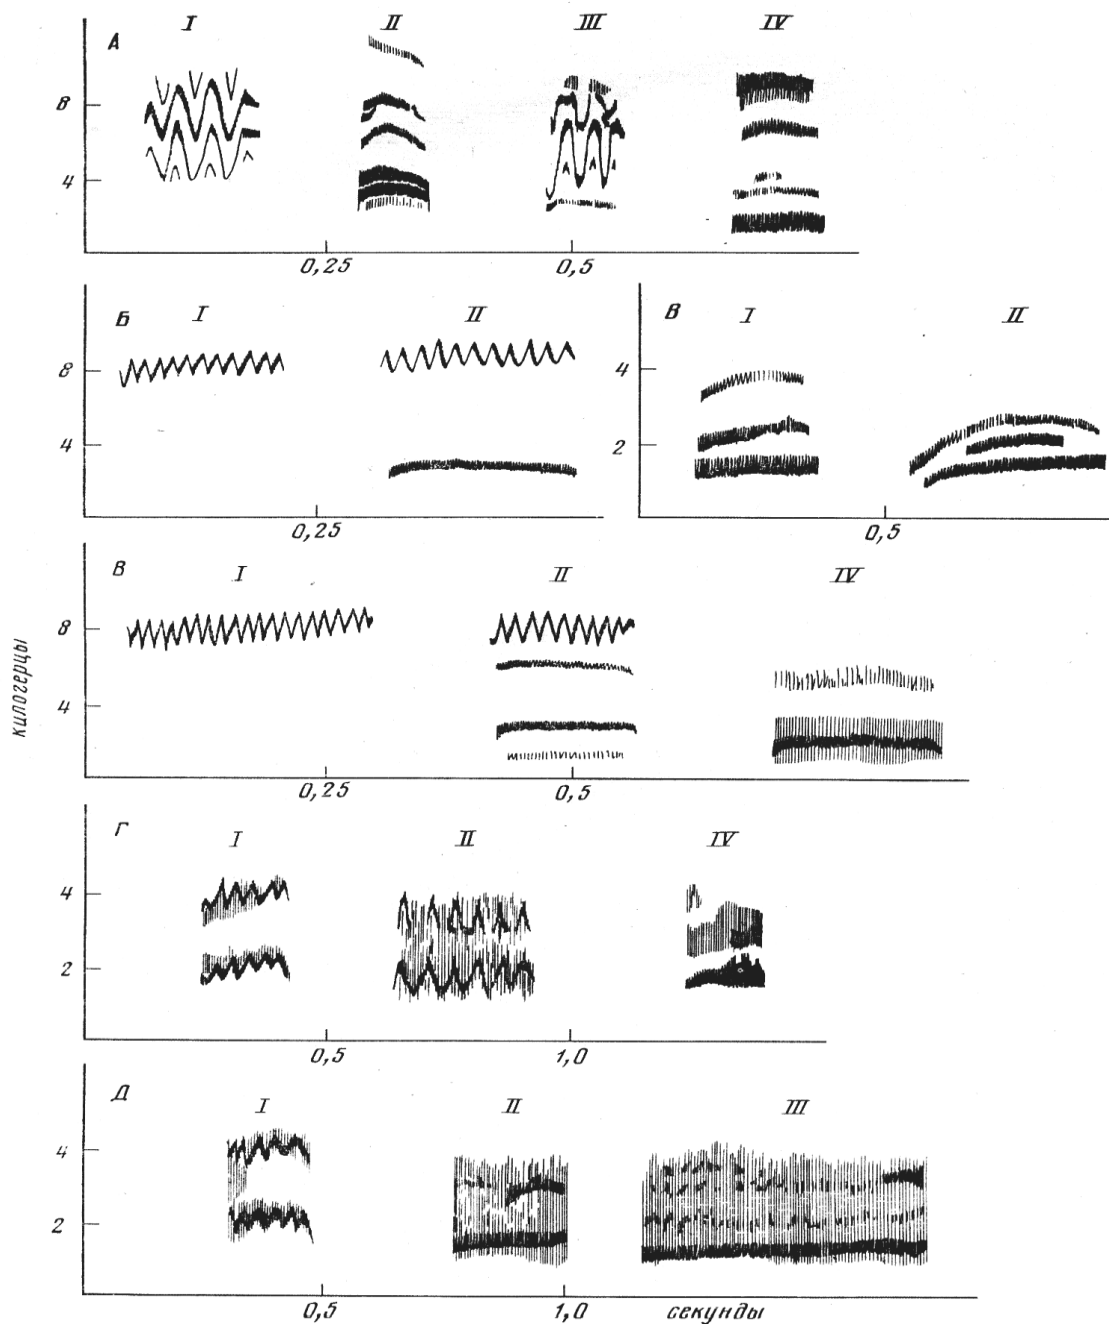 А I II III IV
8
4
0,25 0,5
Б I II
8
4
0,25
В I II
4
2
0,5
В I II IV
8
4
0,25 0,5
килогерцы
Г I II IV
4
2
0,5 1,0
Д I II III
4
2
0,5 1,0 секунды